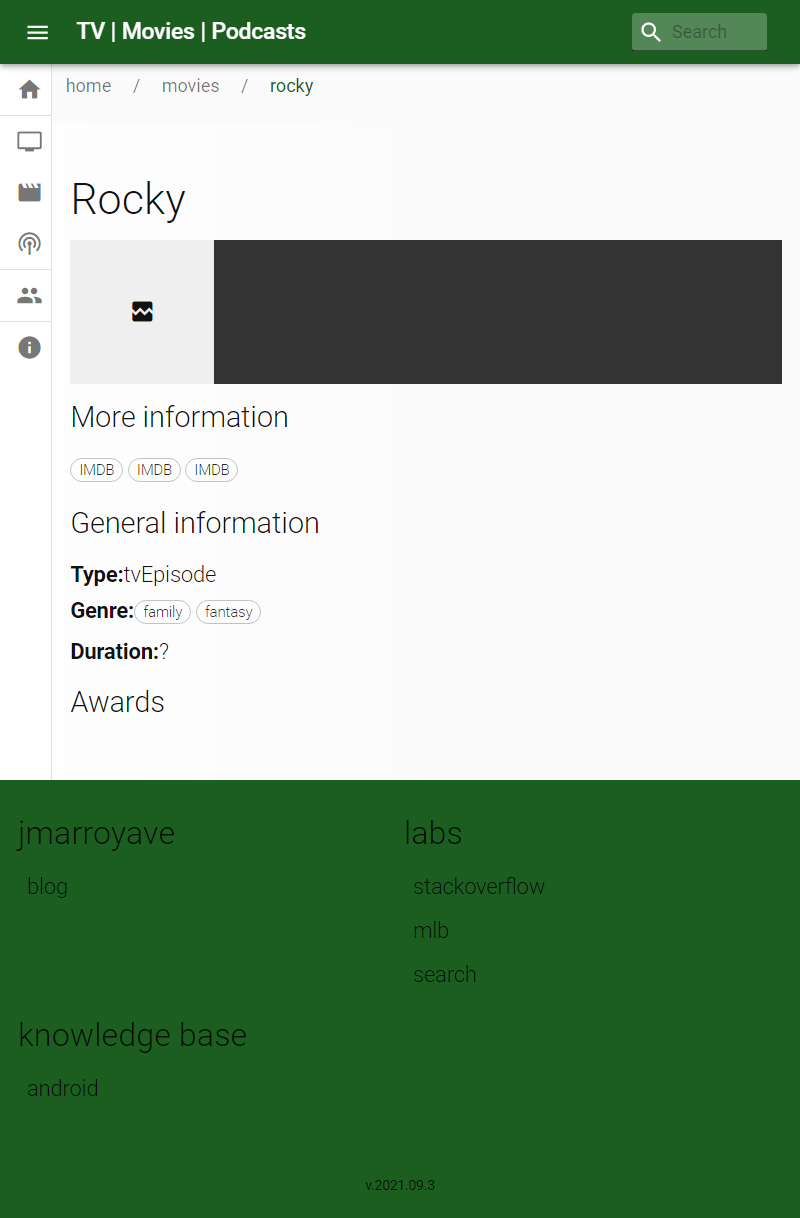 TV | Movies | Podcasts
Search
home / movies / rocky
Rocky
More information
IMDB IMDB IMDB
General information
Type:tvEpisode
Genre: family fantasy
Duration:?
Awards
jmarroyave
blog
labs
stackoverflow
mlb
search
knowledge base
android
v.2021.09.3